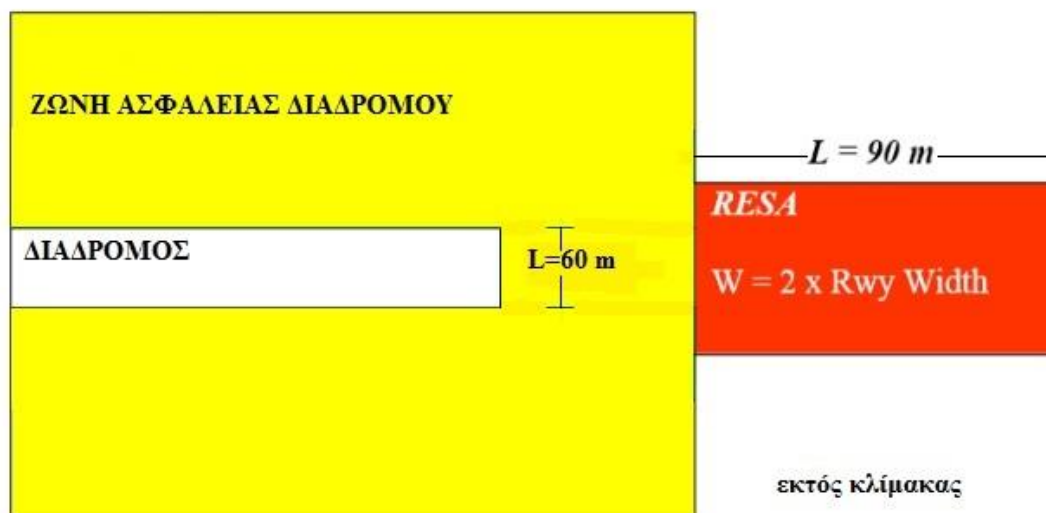 ΖΩΝΗ ΑΣΦΑΛΕΙΑΣ ΔΙΑΔΡΟΜΟΥ
L = 90 m
RESA
ΔΙΑΔΡΟΜΟΣ
L=60 m
W = 2 x Rwy Width
εκτός κλίμακας